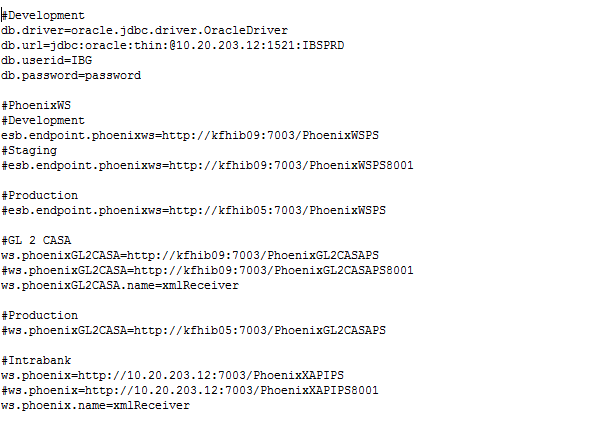 #Development
db.driver=oracle.jdbc.driver.OracleDriver
db.url=jdbc:oracle:thin:@10.20.203.12:1521:IBSPRD
db.userid=IBG
db.password=password
#PhoenixWS
#Development
esb.endpoint.phoenixws=http://kfhib09:7003/PhoenixWSPS
#Staging
#esb.endpoint.phoenixws=http://kfhib09:7003/PhoenixWSPS8001
#Production
#esb.endpoint.phoenixws=http://kfhib05:7003/PhoenixWSPS
#GL 2 CASA
ws.phoenixGL2CASA=http://kfhib09:7003/PhoenixGL2CASAPS
#ws.phoenixGL2CASA=http://kfhib09:7003/PhoenixGL2CASAPS8001
ws.phoenixGL2CASA.name=xmlReceiver
#Production
#ws.phoenixGL2CASA=http://kfhib05:7003/PhoenixGL2CASAPS
#Intrabank
ws.phoenix=http://10.20.203.12:7003/PhoenixXAPIPS
#ws.phoenix=http://10.20.203.12:7003/PhoenixXAPIPS8001
ws.phoenix.name=xmlReceiver